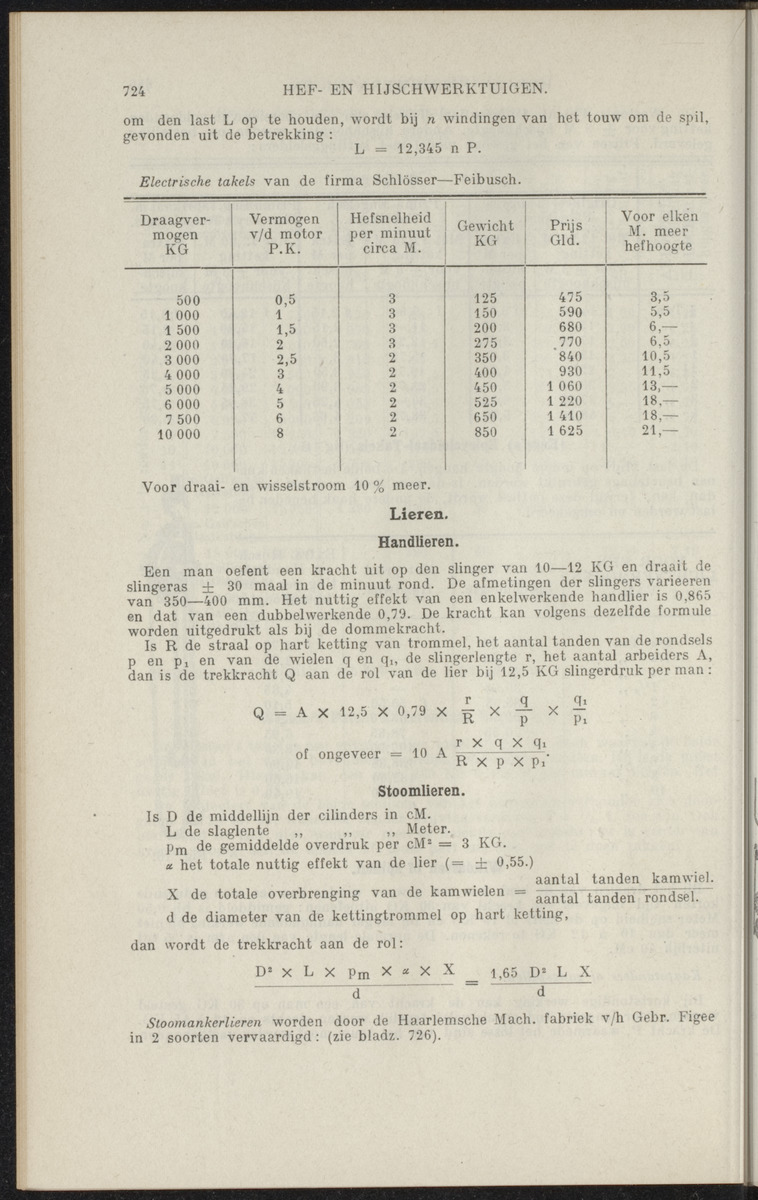 724 HEF- EN HIJSCHWERKTUIGEN.
om den last L op te houden, wordt bij n windingen van het touw om de spil,
gevonden uit de betrekking :
L = 12,345 n P.
Electrische takels van de firma Schlösser—Feibusch.
Draagver- Vermogen Hefsnelheid Gewicht Prijs Voor elken
mogen v/d motor per minuut KG Gld. M. meer
KG P.K. circa M. hefhoogte
500 0,5 3 125 475 3,5
1 000 1 3 150 590 5,5
1 500 1,5 3 200 680 6,—
2 000 2 3 275 770 6,5
3 000 2,5 2 350 840 10,5
4 000 3 2 400 930 11,5
5 000 4 2 450 1 060 13,—
6 000 5 2 525 1 220 18,—
7 500 6 2 650 1 410 18,—
10 000 8 2 850 1 625 21,—
Voor draai- en wisselstroom 10 % meer.
Lieren.
Handlieren.
Een man oefent een kracht uit op den slinger van 10—12 KG en draait de
slingeras ± 30 maal in de minuut rond. De afmetingen der slingers varieeren
van 350—400 mm. Het nuttig effekt van een enkelwerkende handlier is 0,865
en dat van een dubbelwerkende 0,79. De kracht kan volgens dezelfde formule
worden uitgedrukt als bij de dommekracht.
Is R de straal op hart ketting van trommel, het aantal tanden van de rondsels
p en p₁ en van de wielen q en q₁, de slingerlengte r, het aantal arbeiders A,
dan is de trekkracht Q aan de rol van de lier bij 12,5 KG slingerdruk per man :
Q = A × 12,5 × 0,79 × r/R × q/p × q₁/p₁
of ongeveer = 10 A r × q × q₁ / R × p × p₁.
Stoomlieren.
Is D de middellijn der cilinders in cM.
L de slaglente ,, ,, ,, Meter.
pm de gemiddelde overdruk per cM² = 3 KG.
α het totale nuttig effekt van de lier (= ± 0,55.)
X de totale overbrenging van de kamwielen = aantal tanden kamwiel. / aantal tanden rondsel.
d de diameter van de kettingtrommel op hart ketting,
dan wordt de trekkracht aan de rol:
D² × L × pm × α × X / d = 1,65 D² L X / d
Stoomankerlieren worden door de Haarlemsche Mach. fabriek v/h Gebr. Figee
in 2 soorten vervaardigd : (zie bladz. 726).